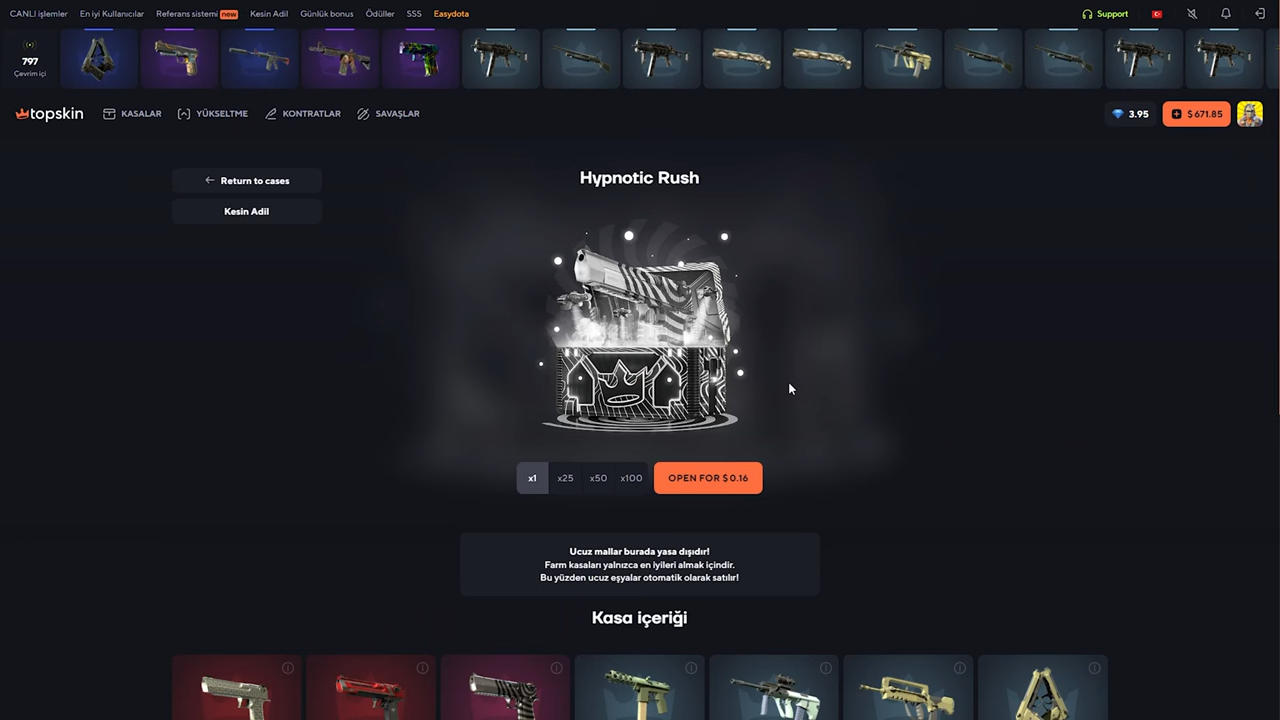 CANLI işlemler En iyi Kullanıcılar Referans sistemi new Kesin Adil Günlük bonus Ödüller SSS Easydota Support
797
Çevrim içi
topskin KASALAR YÜKSELTME KONTRATLAR SAVAŞLAR 3.95 $ 671.85
Hypnotic Rush
← Return to cases
Kesin Adil
x1 x25 x50 x100 OPEN FOR $ 0.16
Ucuz mallar burada yasa dışıdır!
Farm kasaları yalnızca en iyileri almak içindir.
Bu yüzden ucuz eşyalar otomatik olarak satılır!
Kasa içeriği